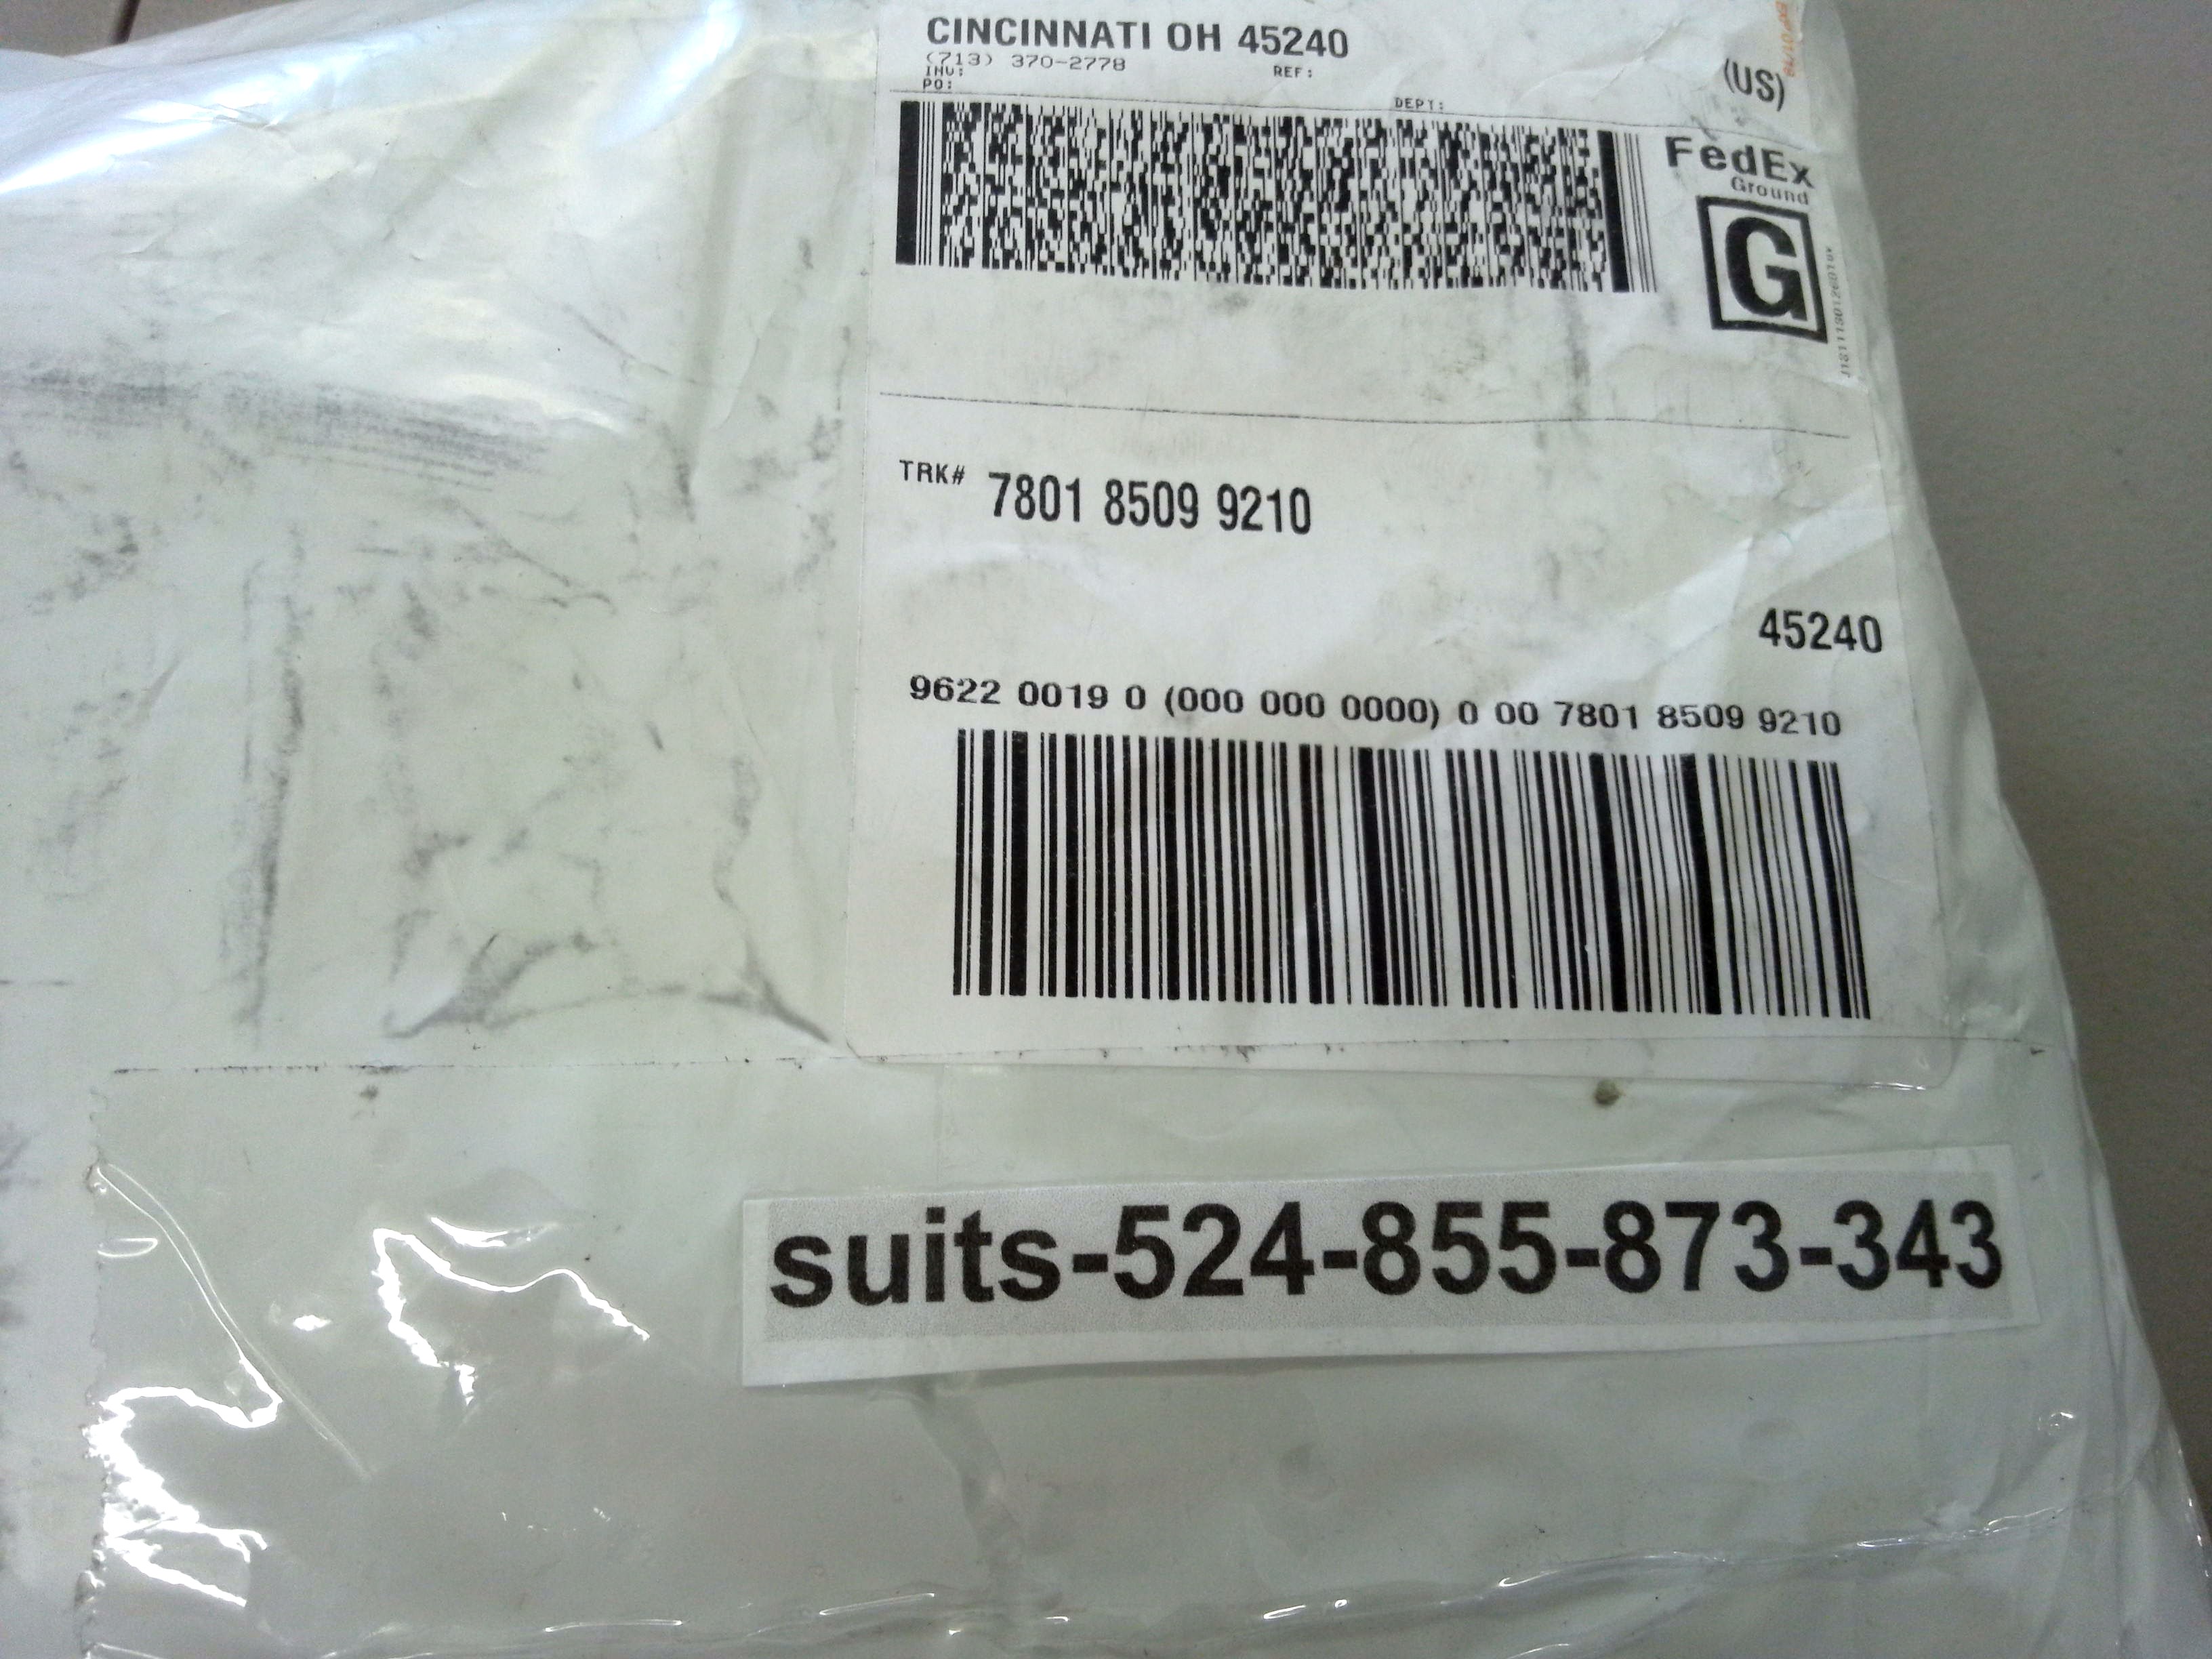 CINCINNATI OH 45240
(713) 370-2778
INV: REF:
PO: DEPT:
(US)
FedEx
Ground
G
TRK# 7801 8509 9210
45240
9622 0019 0 (000 000 0000) 0 00 7801 8509 9210
suits-524-855-873-343